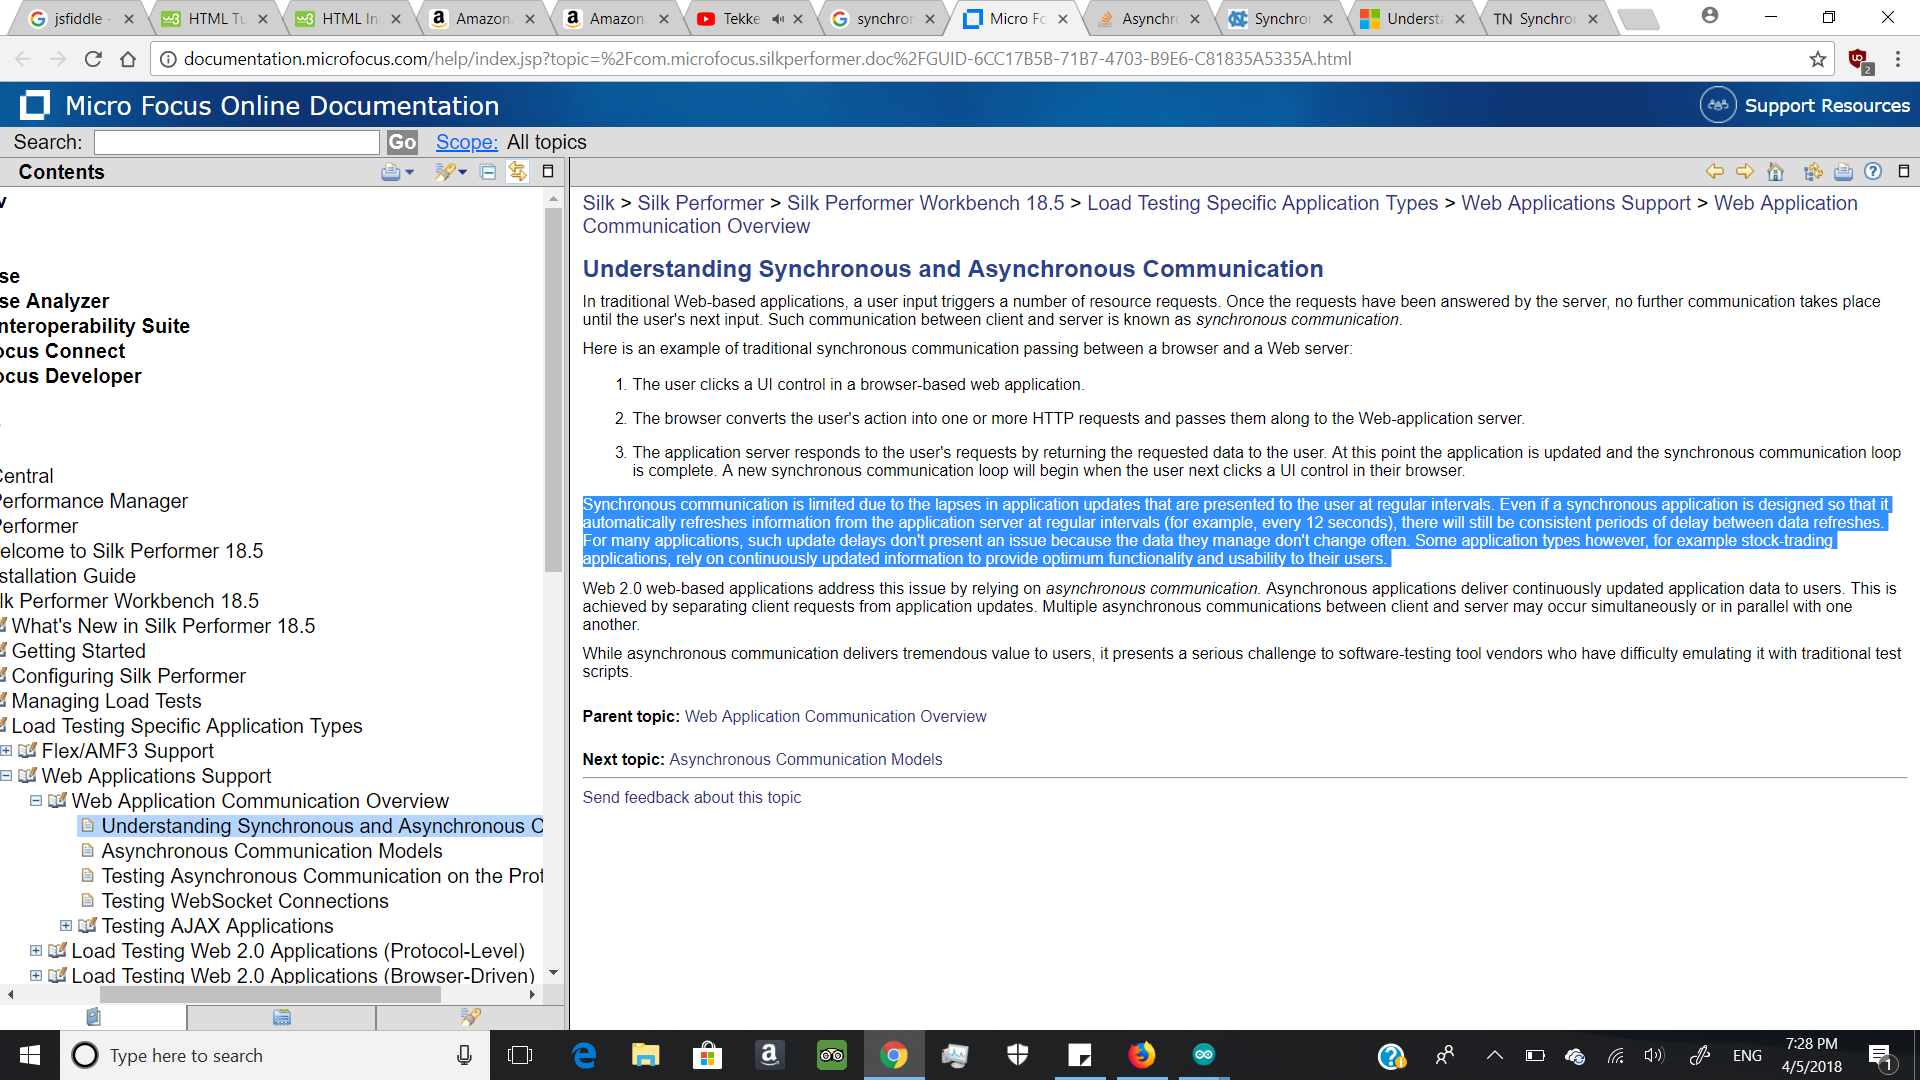 jsfiddle -
HTML Tu
HTML In
Amazon.
Amazon.
Tekke
synchror
Micro Fo
Asynchro
Synchror
Underst
TN Synchror
documentation.microfocus.com/help/index.jsp?topic=%2Fcom.microfocus.silkperformer.doc%2FGUID-6CC17B5B-71B7-4703-B9E6-C81835A5335A.html
2
Micro Focus Online Documentation
Support Resources
Search:
Go
Scope: All topics
Contents
v
se
se Analyzer
nteroperability Suite
ocus Connect
ocus Developer
Central
Performance Manager
Performer
elcome to Silk Performer 18.5
stallation Guide
lk Performer Workbench 18.5
What's New in Silk Performer 18.5
Getting Started
Configuring Silk Performer
Managing Load Tests
Load Testing Specific Application Types
Flex/AMF3 Support
Web Applications Support
Web Application Communication Overview
Understanding Synchronous and Asynchronous C
Asynchronous Communication Models
Testing Asynchronous Communication on the Prot
Testing WebSocket Connections
Testing AJAX Applications
Load Testing Web 2.0 Applications (Protocol-Level)
Load Testing Web 2.0 Applications (Browser-Driven)
Silk > Silk Performer > Silk Performer Workbench 18.5 > Load Testing Specific Application Types > Web Applications Support > Web Application
Communication Overview
Understanding Synchronous and Asynchronous Communication
In traditional Web-based applications, a user input triggers a number of resource requests. Once the requests have been answered by the server, no further communication takes place
until the user's next input. Such communication between client and server is known as synchronous communication.
Here is an example of traditional synchronous communication passing between a browser and a Web server:
1. The user clicks a UI control in a browser-based web application.
2. The browser converts the user's action into one or more HTTP requests and passes them along to the Web-application server.
3. The application server responds to the user's requests by returning the requested data to the user. At this point the application is updated and the synchronous communication loop
is complete. A new synchronous communication loop will begin when the user next clicks a UI control in their browser.
Synchronous communication is limited due to the lapses in application updates that are presented to the user at regular intervals. Even if a synchronous application is designed so that it
automatically refreshes information from the application server at regular intervals (for example, every 12 seconds), there will still be consistent periods of delay between data refreshes.
For many applications, such update delays don't present an issue because the data they manage don't change often. Some application types however, for example stock-trading
applications, rely on continuously updated information to provide optimum functionality and usability to their users.
Web 2.0 web-based applications address this issue by relying on asynchronous communication. Asynchronous applications deliver continuously updated application data to users. This is
achieved by separating client requests from application updates. Multiple asynchronous communications between client and server may occur simultaneously or in parallel with one
another.
While asynchronous communication delivers tremendous value to users, it presents a serious challenge to software-testing tool vendors who have difficulty emulating it with traditional test
scripts.
Parent topic: Web Application Communication Overview
Next topic: Asynchronous Communication Models
Send feedback about this topic
Type here to search
ENG
7:28 PM
4/5/2018
1